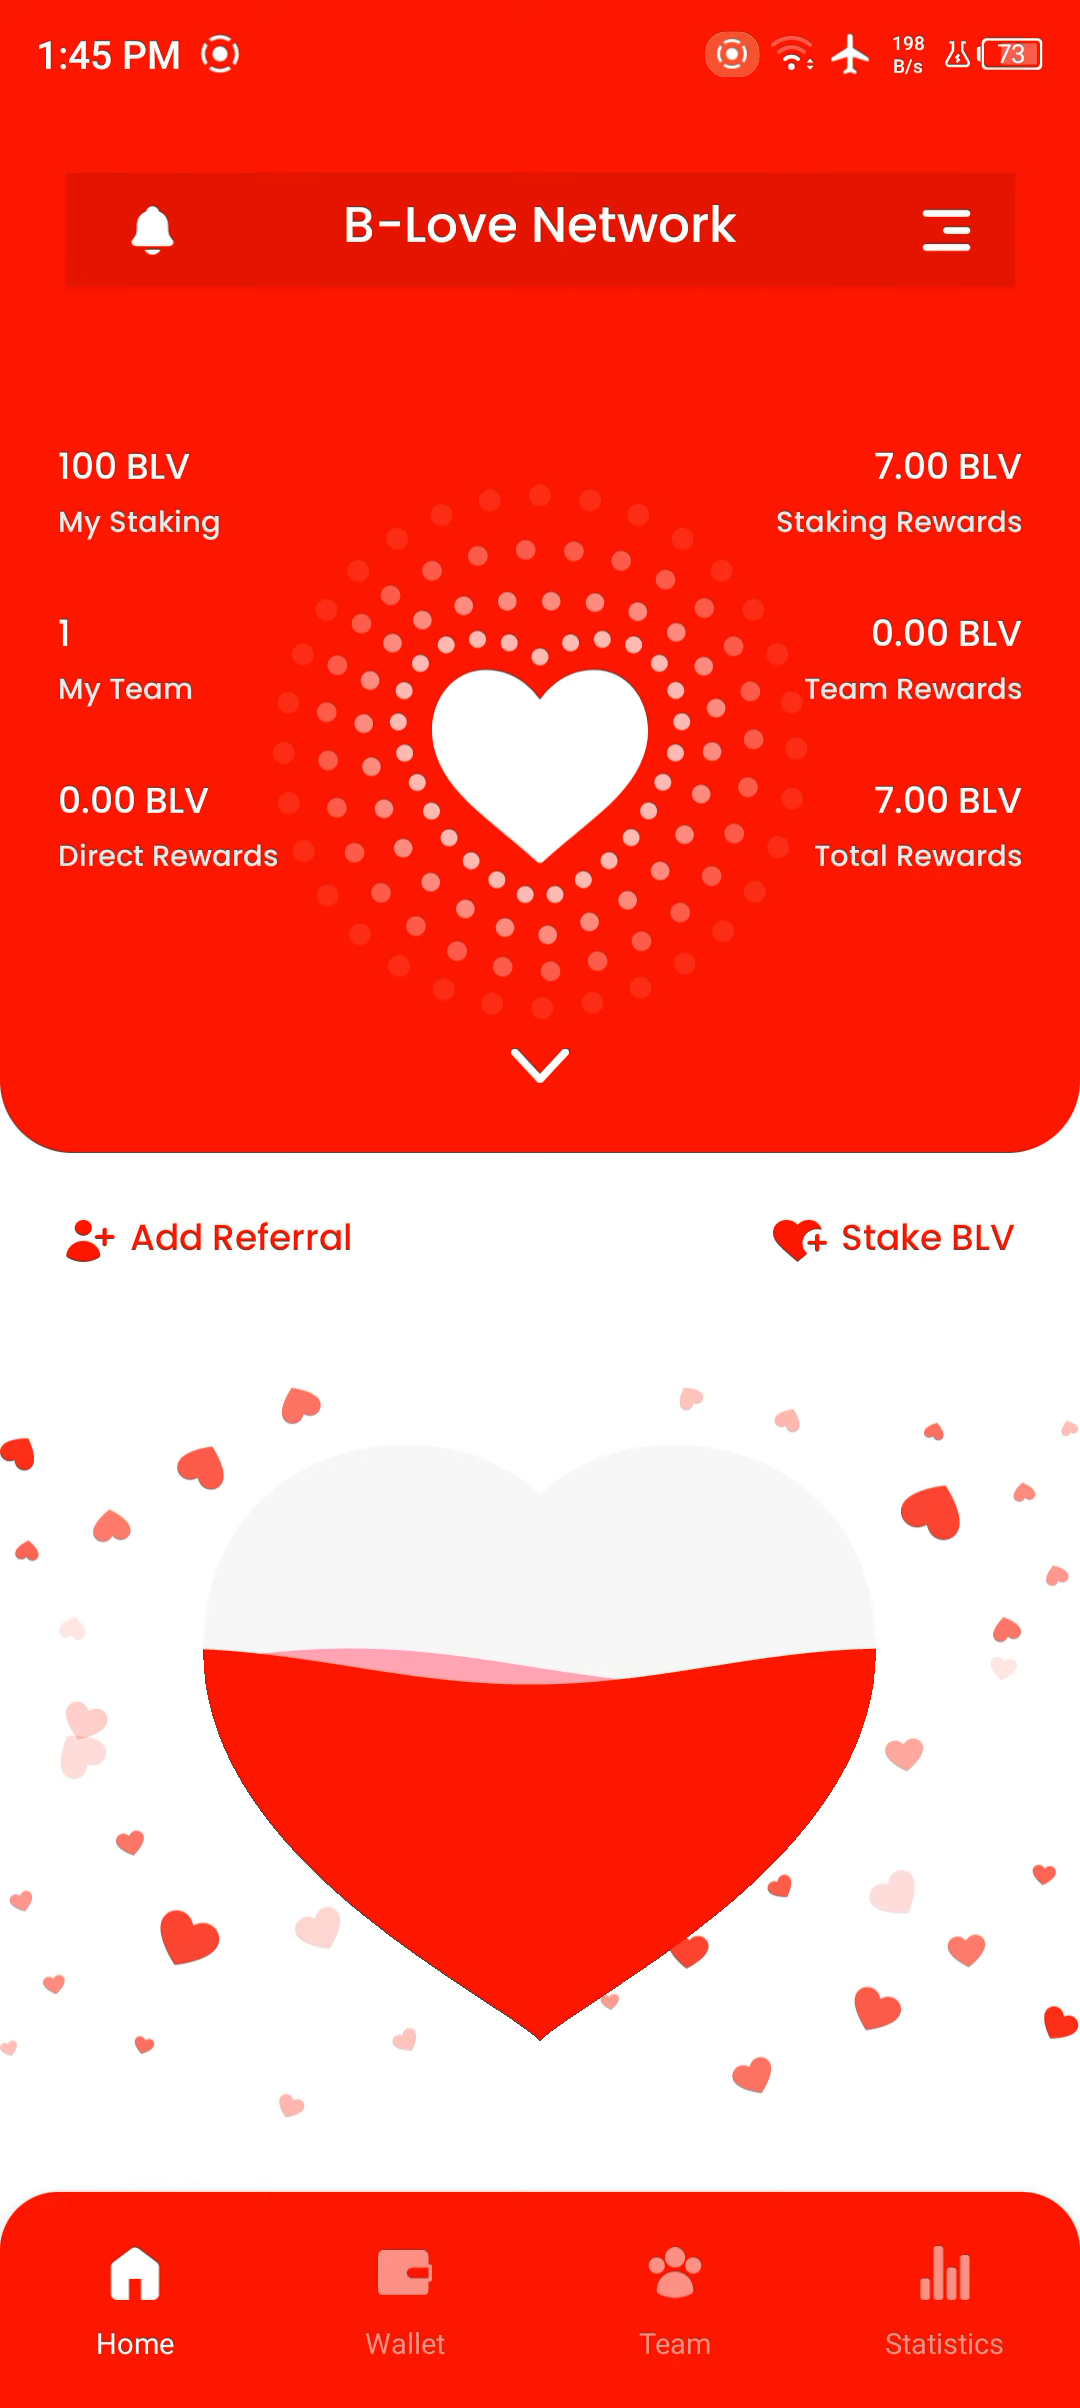 1:45 PM
198 B/s
73
B-Love Network
100 BLV
My Staking
7.00 BLV
Staking Rewards
1
My Team
0.00 BLV
Team Rewards
0.00 BLV
Direct Rewards
7.00 BLV
Total Rewards
Add Referral
Stake BLV
Home
Wallet
Team
Statistics